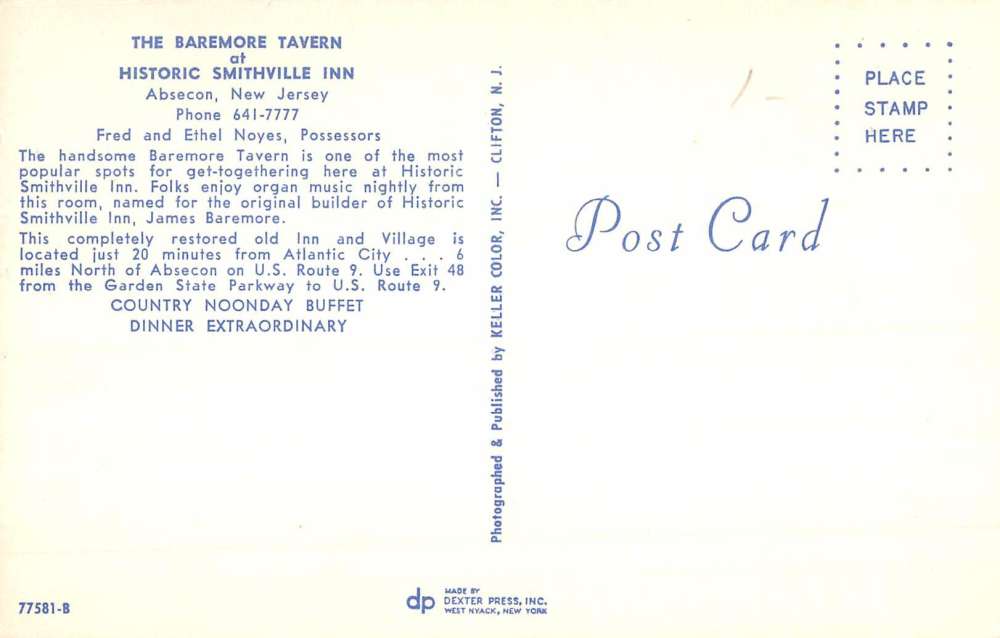 THE BAREMORE TAVERN
at
HISTORIC SMITHVILLE INN
Absecon, New Jersey
Phone 641-7777
Fred and Ethel Noyes, Possessors
The handsome Baremore Tavern is one of the most
popular spots for get-togethering here at Historic
Smithville Inn. Folks enjoy organ music nightly from
this room, named for the original builder of Historic
Smithville Inn, James Baremore.
This completely restored old Inn and Village is
located just 20 minutes from Atlantic City . . . 6
miles North of Absecon on U.S. Route 9. Use Exit 48
from the Garden State Parkway to U.S. Route 9.
COUNTRY NOONDAY BUFFET
DINNER EXTRAORDINARY
77581-B
Photographed & Published by KELLER COLOR, INC. — CLIFTON, N. J.
dp
MADE BY
DEXTER PRESS, INC.
WEST NYACK, NEW YORK
Post Card
PLACE
STAMP
HERE